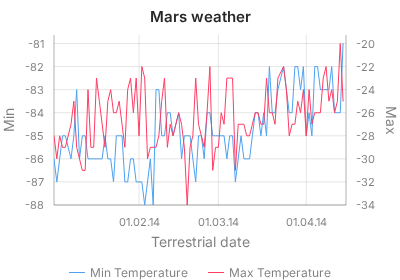 Mars weather
-81 -20
-82 -22
-83 -24
-84 -26
-85 -28
-86 -30
-87 -32
-88 -34
Min
Max
01.02.14 01.03.14 01.04.14
Terrestrial date
Min Temperature Max Temperature